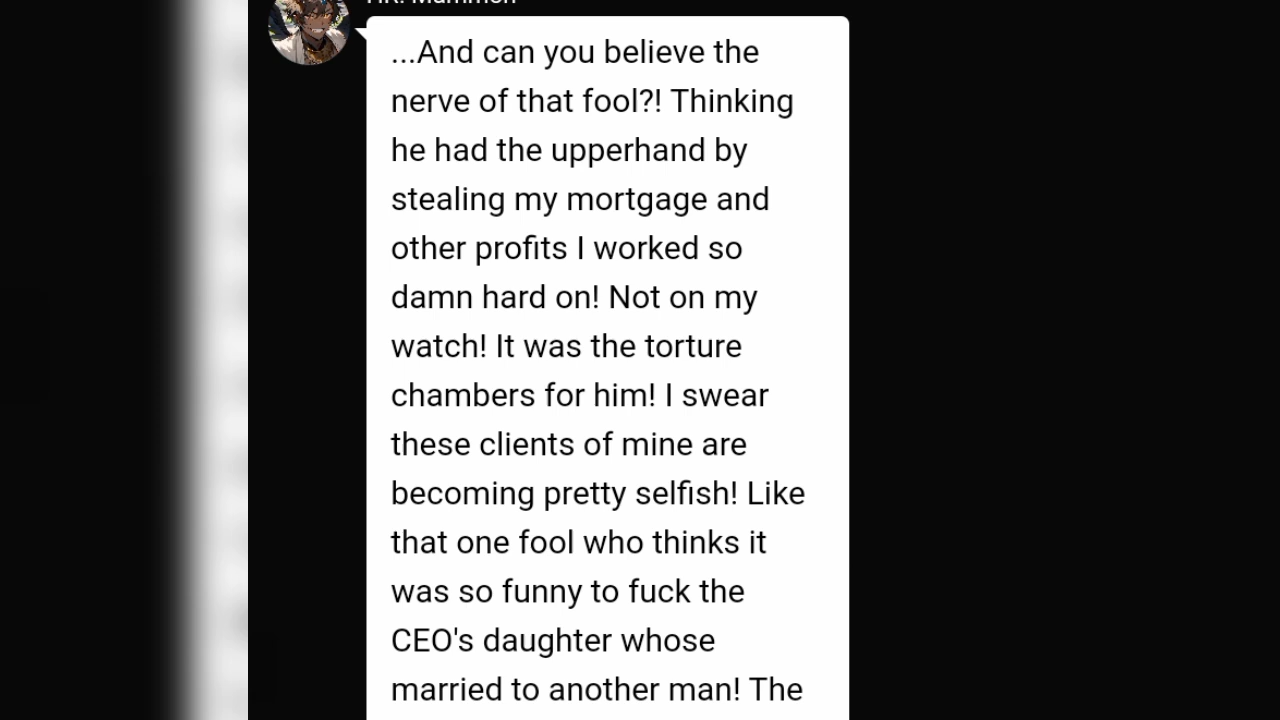 ...And can you believe the
nerve of that fool?! Thinking
he had the upperhand by
stealing my mortgage and
other profits I worked so
damn hard on! Not on my
watch! It was the torture
chambers for him! I swear
these clients of mine are
becoming pretty selfish! Like
that one fool who thinks it
was so funny to fuck the
CEO's daughter whose
married to another man! The